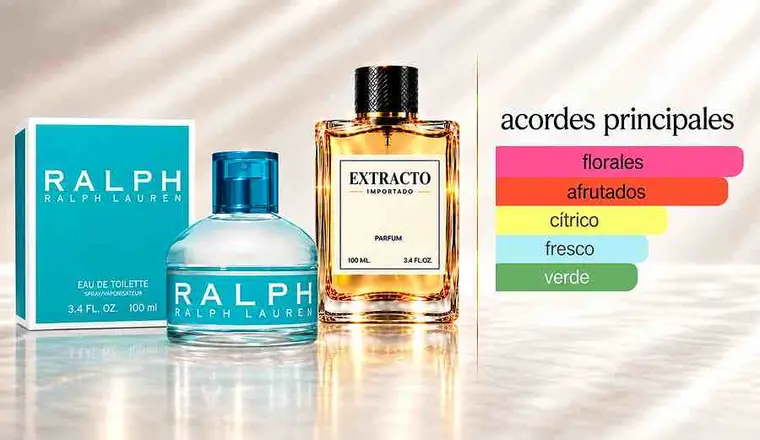 RALPH
RALPH LAUREN
EAU DE TOILETTE
SPRAY/VAPORISATEUR
3.4 FL. OZ. 100 ml
RALPH
RALPH LAUREN
EXTRACTO
IMPORTADO
PARFUM
100 ML. 3.4 FL.OZ.
acordes principales
florales
afrutados
cítrico
fresco
verde